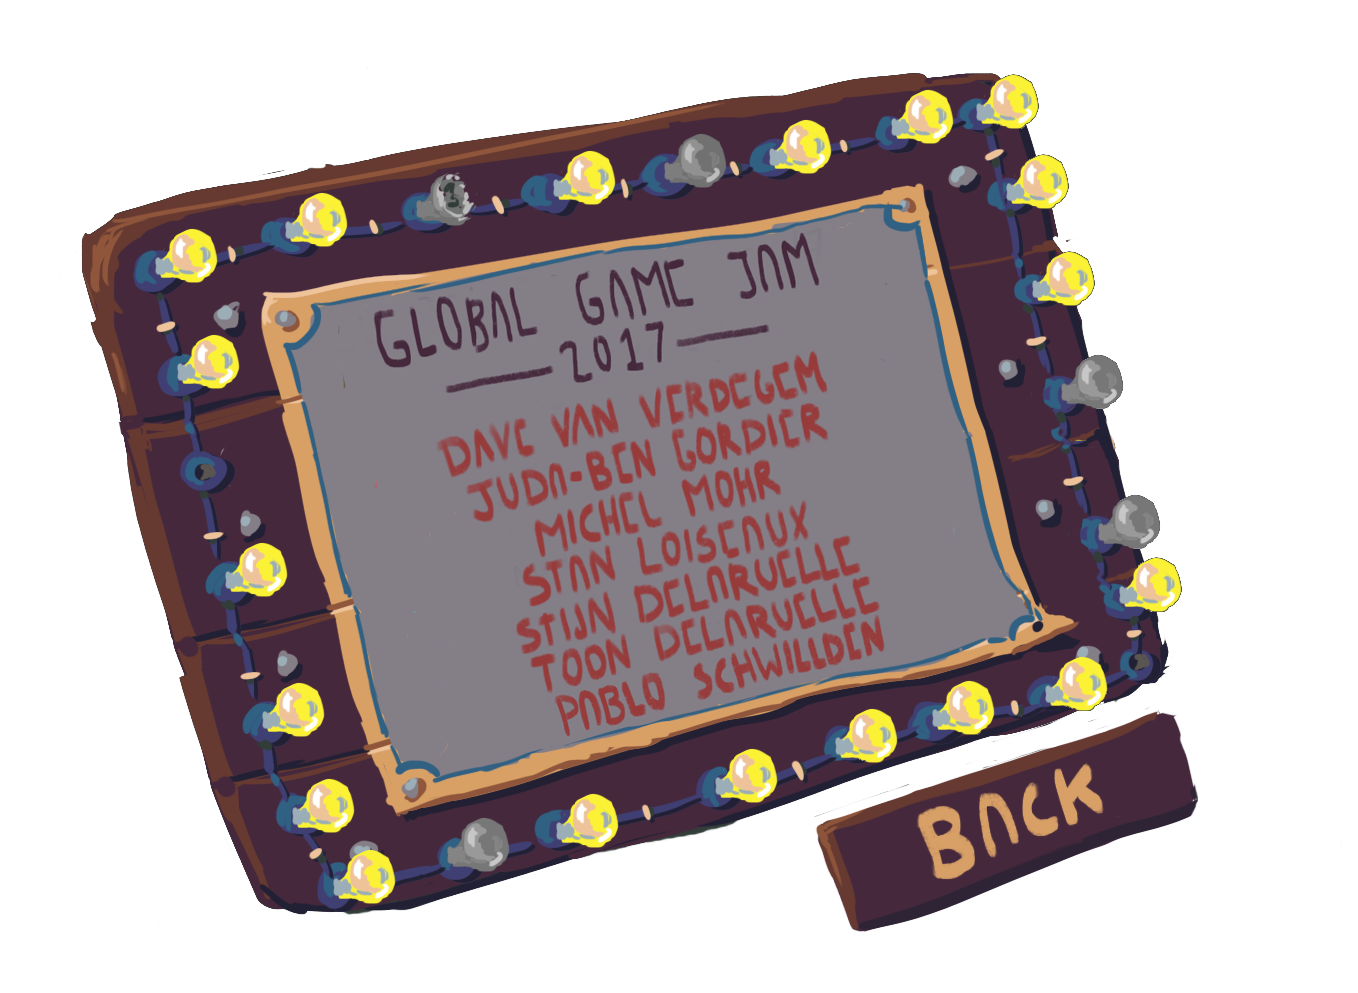 GLOBAL GAME JAM
2017
DAVE VAN VERDEGEM
JUDA-BEN GORDIER
MICHEL MOHR
STAN LOISEAUX
STIJN DELARUELLE
TOON DELARUELLE
PABLO SCHWILLDEN
BACK